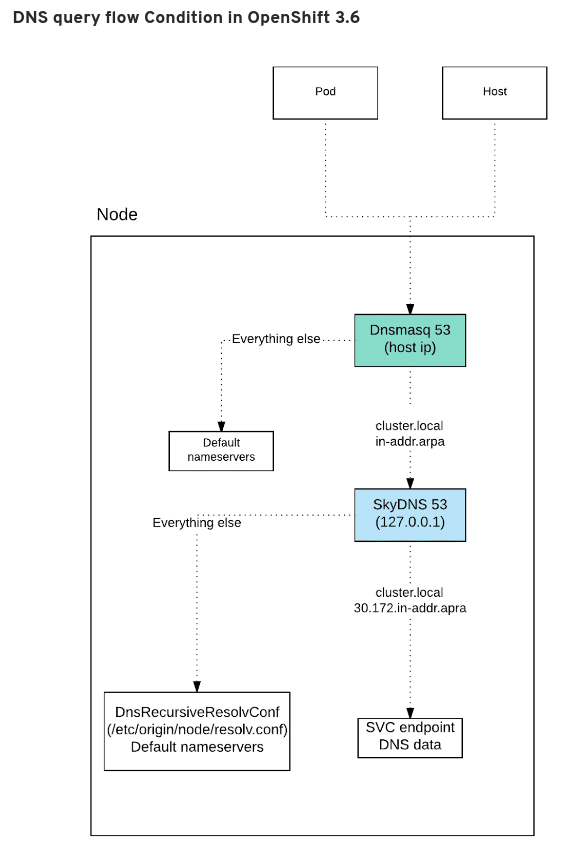 DNS query flow Condition in OpenShift 3.6
Pod
Host
Node
Dnsmasq 53
(host ip)
Everything else
Default
nameservers
cluster.local
in-addr.arpa
SkyDNS 53
(127.0.0.1)
Everything else
cluster.local
30.172.in-addr.apra
DnsRecursiveResolvConf
(/etc/origin/node/resolv.conf)
Default nameservers
SVC endpoint
DNS data